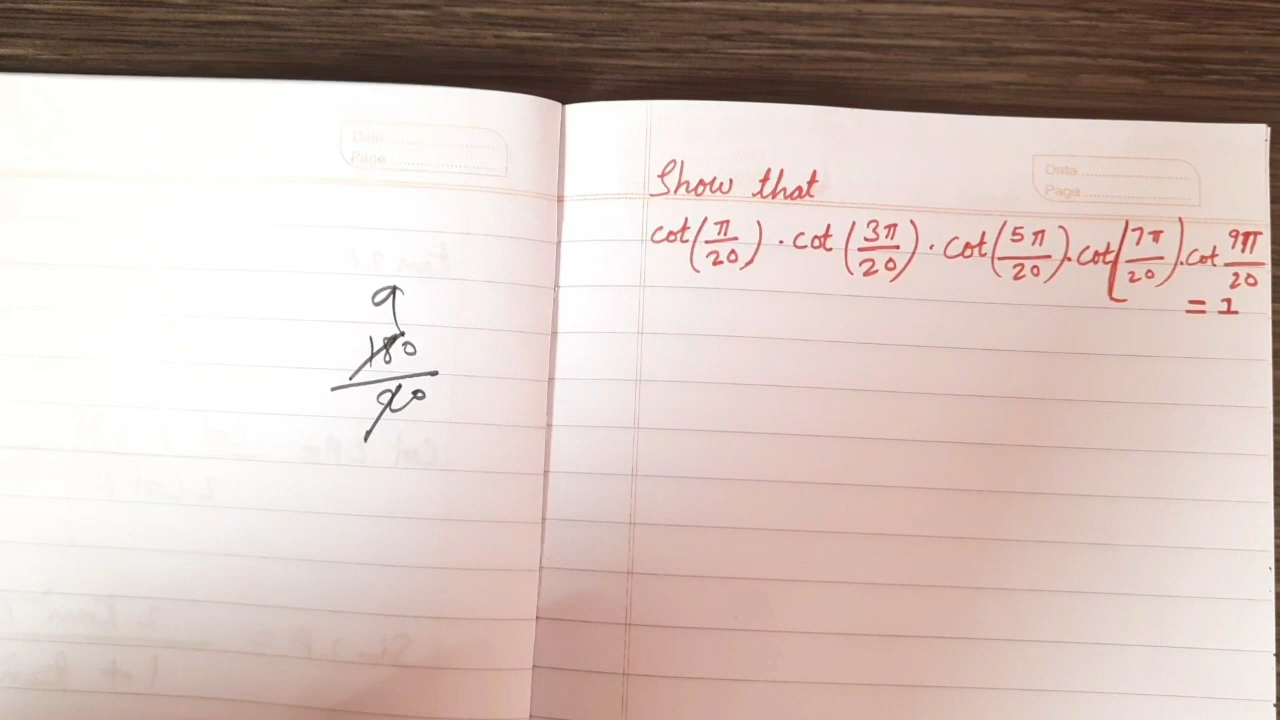 Date
Page
9
180
20
Date
Page
Show that
cot(π/20) · cot(3π/20) · cot(5π/20) · cot(7π/20) · cot 9π/20
= 1